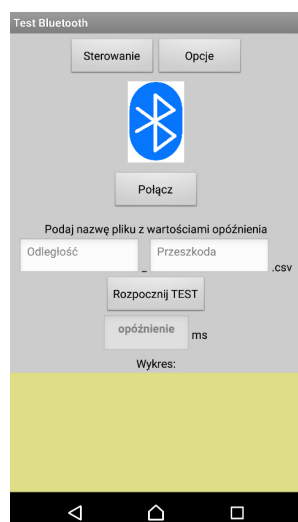 Test Bluetooth
Sterowanie Opcje
Połącz
Podaj nazwę pliku z wartościami opóźnienia
Odległość _ Przeszkoda .csv
Rozpocznij TEST
opóźnienie ms
Wykres: